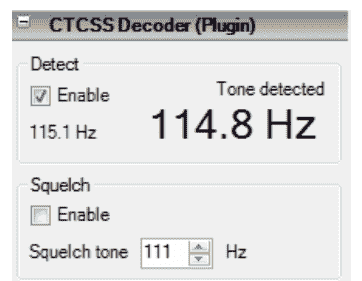 CTCSS Decoder (Plugin)
Detect
Enable
Tone detected
115.1 Hz
114.8 Hz
Squelch
Enable
Squelch tone 111 Hz